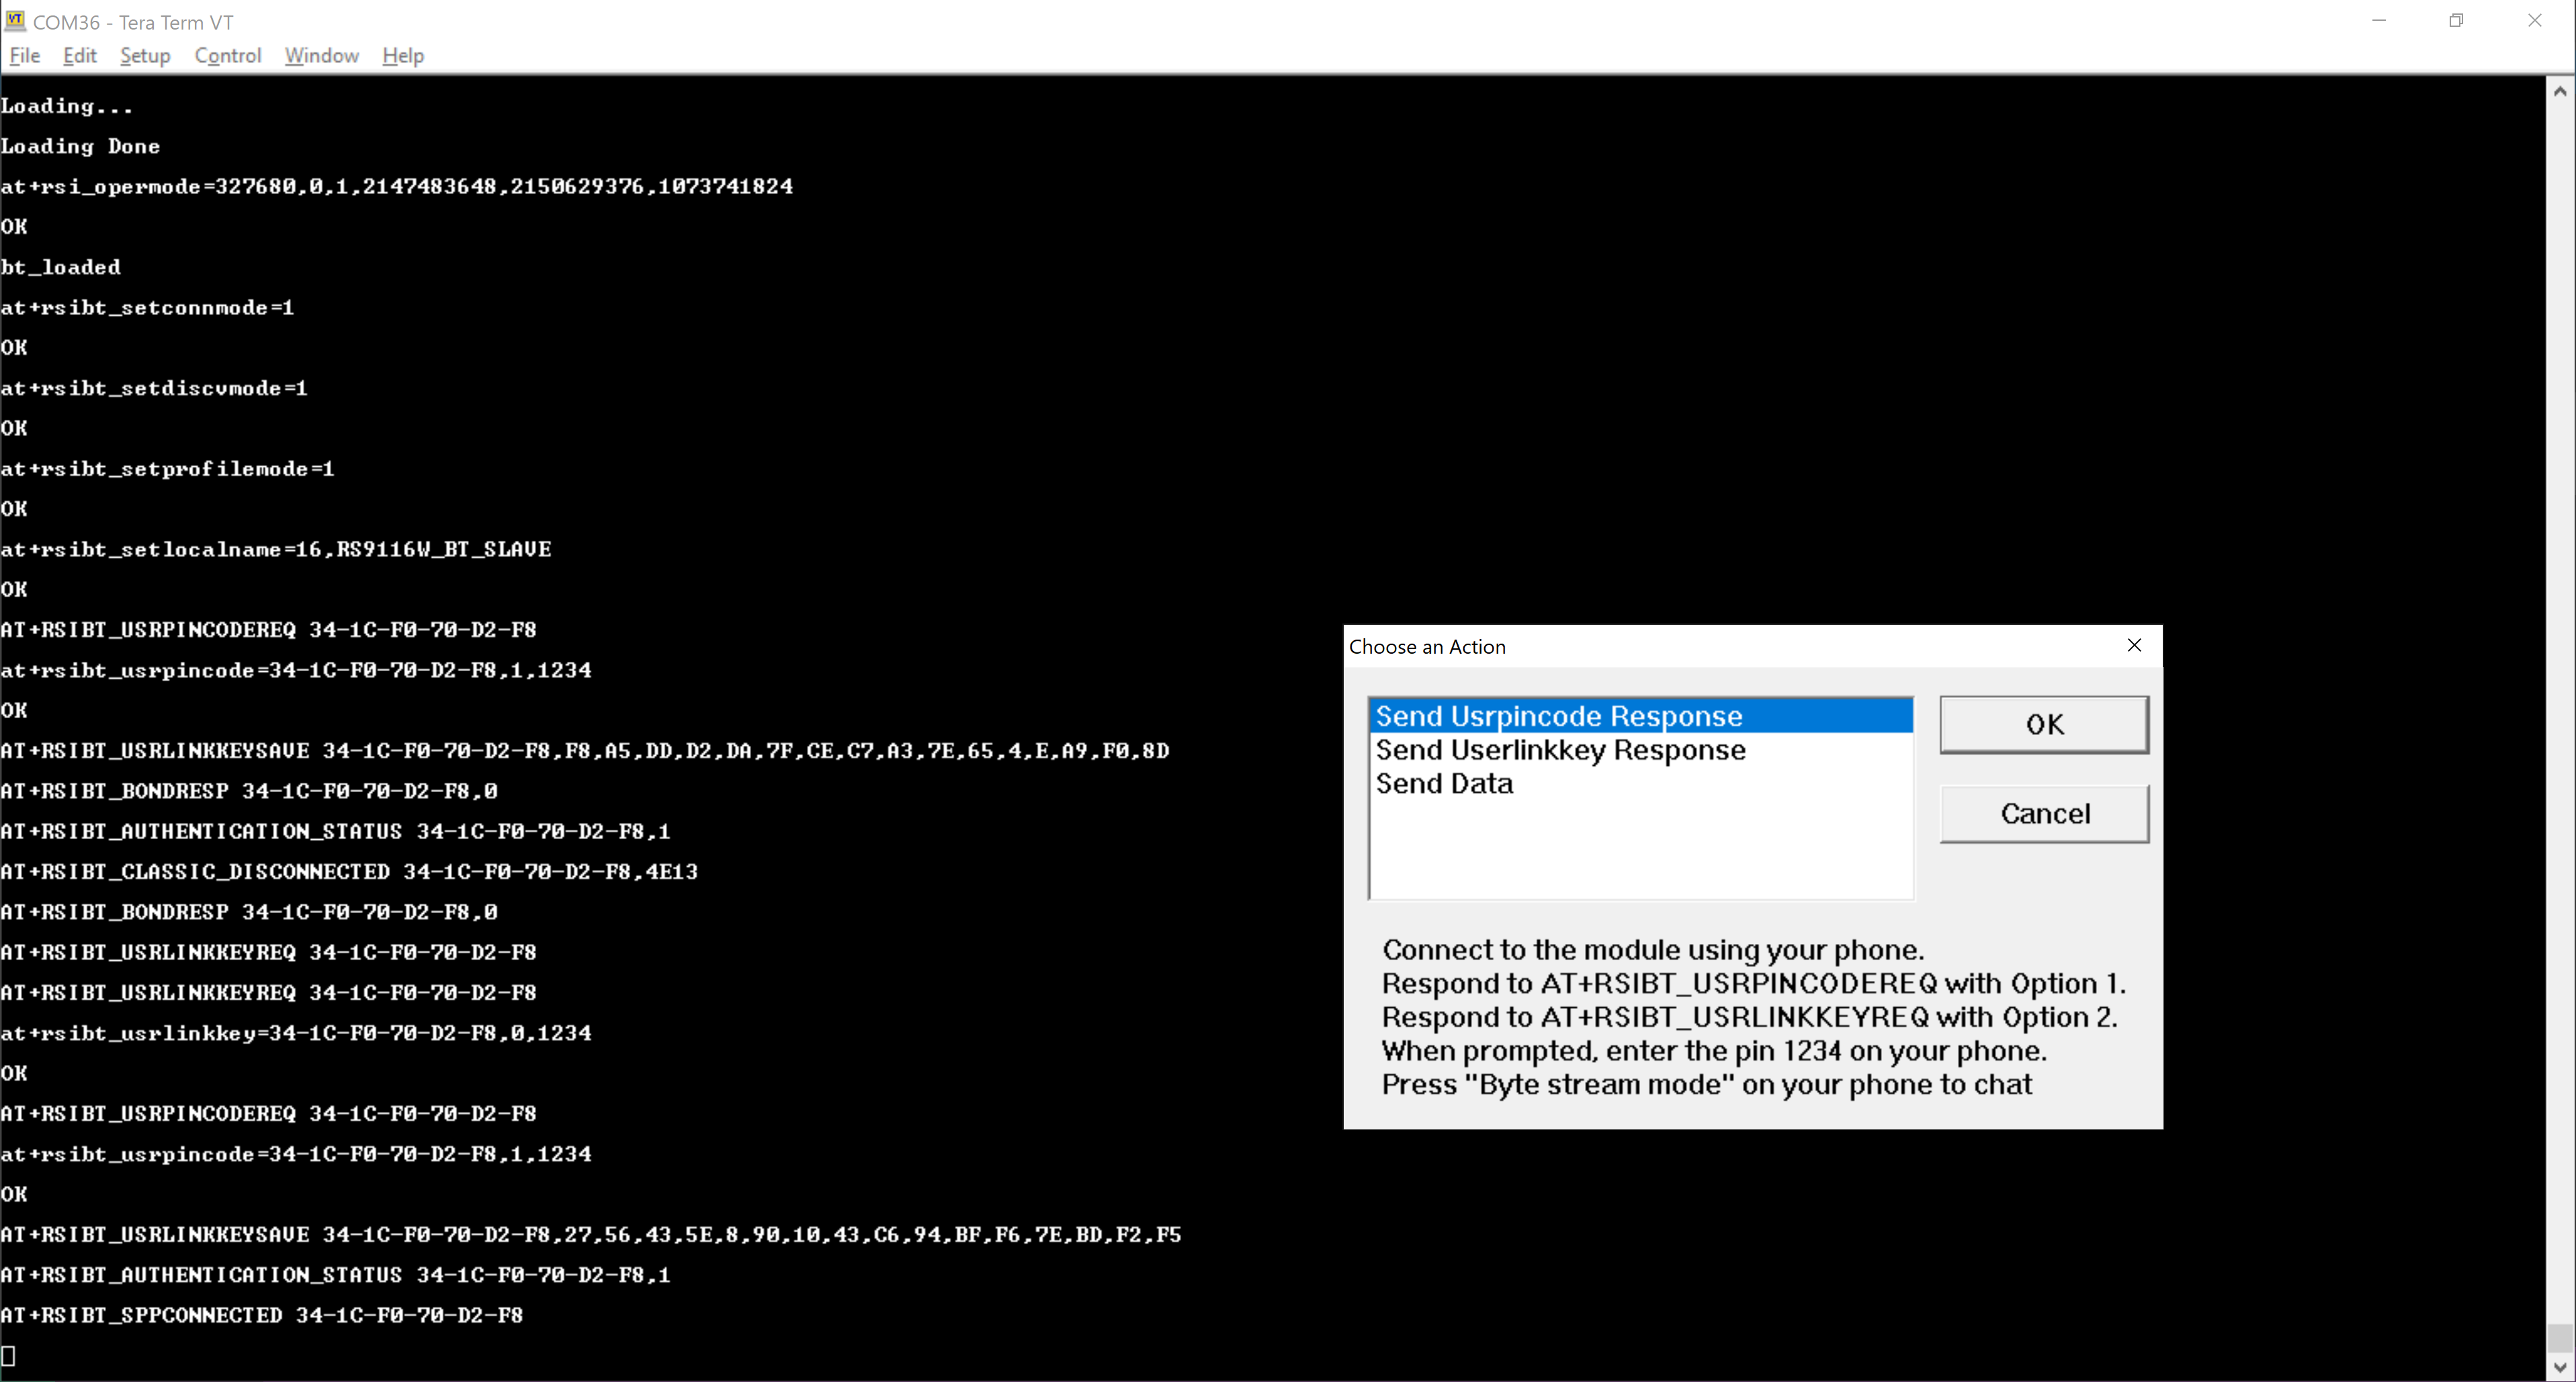 COM36 - Tera Term VT
File Edit Setup Control Window Help
Loading...
Loading Done
at+rsi_opermode=327680,0,1,2147483648,2150629376,1073741824
OK
bt_loaded
at+rsibt_setconnmode=1
OK
at+rsibt_setdiscvmode=1
OK
at+rsibt_setprofilemode=1
OK
at+rsibt_setlocalname=16,RS9116W_BT_SLAVE
OK
AT+RSIBT_USRPINCODEREQ 34-1C-F0-70-D2-F8
at+rsibt_usrpincode=34-1C-F0-70-D2-F8,1,1234
OK
AT+RSIBT_USRLINKKEYSAVE 34-1C-F0-70-D2-F8,F8,A5,DD,D2,DA,7F,CE,C7,A3,7E,65,4,E,A9,F0,8D
AT+RSIBT_BONDRESP 34-1C-F0-70-D2-F8,0
AT+RSIBT_AUTHENTICATION_STATUS 34-1C-F0-70-D2-F8,1
AT+RSIBT_CLASSIC_DISCONNECTED 34-1C-F0-70-D2-F8,4E13
AT+RSIBT_BONDRESP 34-1C-F0-70-D2-F8,0
AT+RSIBT_USRLINKKEYREQ 34-1C-F0-70-D2-F8
AT+RSIBT_USRLINKKEYREQ 34-1C-F0-70-D2-F8
at+rsibt_usrlinkkey=34-1C-F0-70-D2-F8,0,1234
OK
AT+RSIBT_USRPINCODEREQ 34-1C-F0-70-D2-F8
at+rsibt_usrpincode=34-1C-F0-70-D2-F8,1,1234
OK
AT+RSIBT_USRLINKKEYSAVE 34-1C-F0-70-D2-F8,27,56,43,5E,8,90,10,43,C6,94,BF,F6,7E,BD,F2,F5
AT+RSIBT_AUTHENTICATION_STATUS 34-1C-F0-70-D2-F8,1
AT+RSIBT_SPPCONNECTED 34-1C-F0-70-D2-F8
Choose an Action
Send Usrpincode Response
Send Userlinkkey Response
Send Data
OK
Cancel
Connect to the module using your phone.
Respond to AT+RSIBT_USRPINCODEREQ with Option 1.
Respond to AT+RSIBT_USRLINKKEYREQ with Option 2.
When prompted, enter the pin 1234 on your phone.
Press "Byte stream mode" on your phone to chat